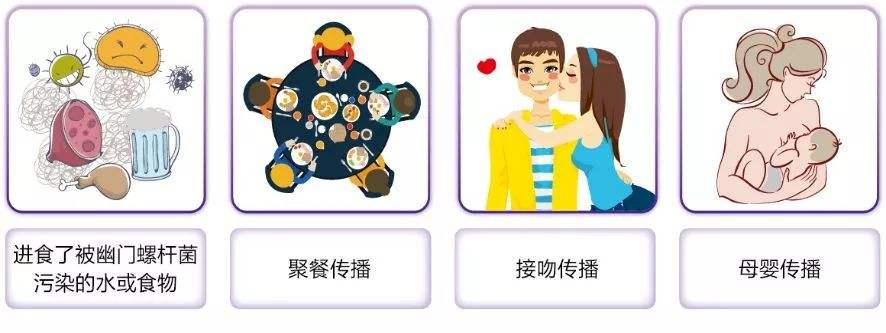 进食了被幽门螺杆菌
污染的水或食物
聚餐传播
接吻传播
母婴传播